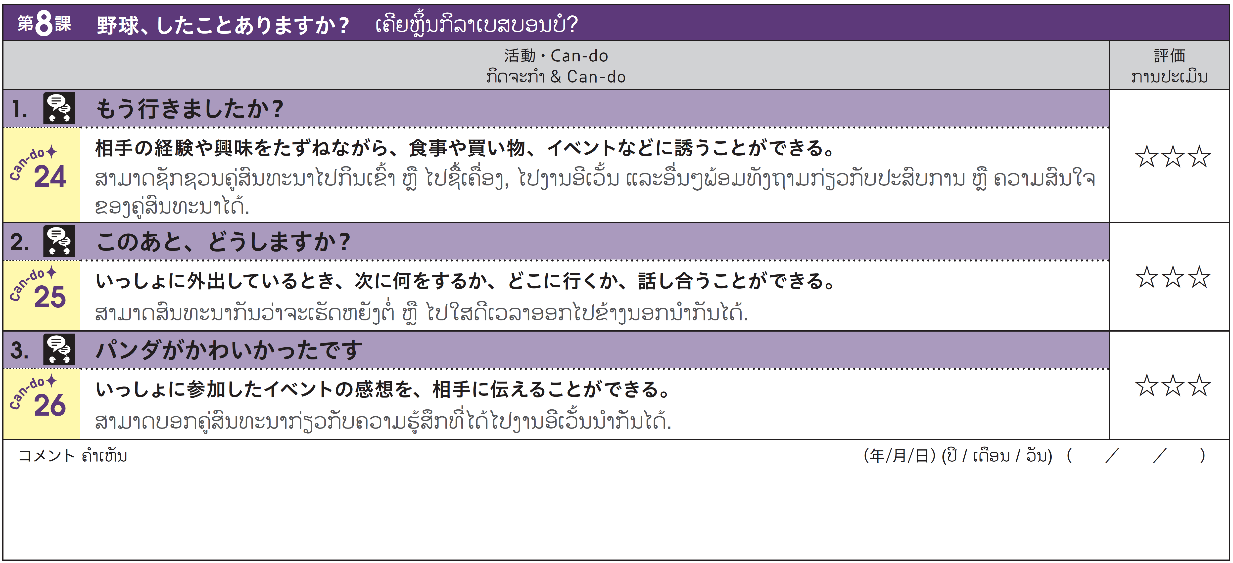 第8課 野球、したことありますか? ເຄີຍຫຼິ້ນກິລາເບສບອນບໍ?
活動・Can-do
ກິດຈະກຳ & Can-do
評価
ການປະເມີນ
1. もう行きましたか?
Can-do 24
相手の経験や興味をたずねながら、食事や買い物、イベントなどに誘うことができる。
ສາມາດຊັກຊວນຄູ່ສົນທະນາໄປກິນເຂົ້າ ຫຼື ໄປຊື້ເຄື່ອງ, ໄປງານອີເວັ້ນ ແລະອື່ນໆພ້ອມທັງຖາມກ່ຽວກັບປະສົບການ ຫຼື ຄວາມສົນໃຈ
ຂອງຄູ່ສົນທະນາໄດ້.
☆☆☆
2. このあと、どうしますか?
Can-do 25
いっしょに外出しているとき、次に何をするか、どこに行くか、話し合うことができる。
ສາມາດສົນທະນາກັນວ່າຈະເຮັດຫຍັງຕໍ່ ຫຼື ໄປໃສດີເວລາອອກໄປຂ້າງນອກນຳກັນໄດ້.
☆☆☆
3. パンダがかわいかったです
Can-do 26
いっしょに参加したイベントの感想を、相手に伝えることができる。
ສາມາດບອກຄູ່ສົນທະນາກ່ຽວກັບຄວາມຮູ້ສຶກທີ່ໄດ້ໄປງານອີເວັ້ນນຳກັນໄດ້.
☆☆☆
コメント ຄຳເຫັນ
(年/月/日) (ປີ / ເດືອນ / ວັນ) ( / / )